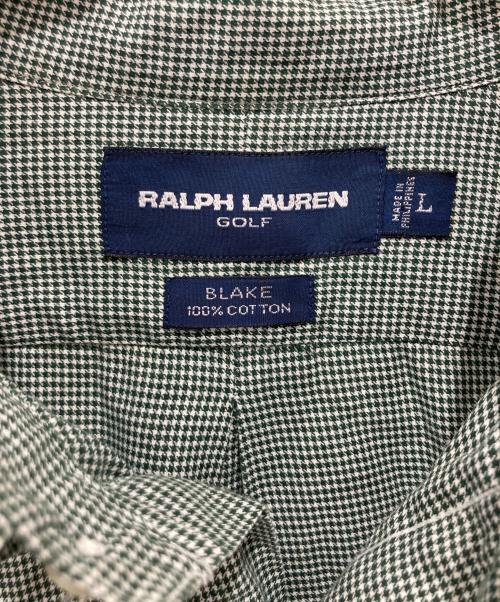 RALPH LAUREN
GOLF
MADE IN
PHILIPPINES
L
BLAKE
100% COTTON